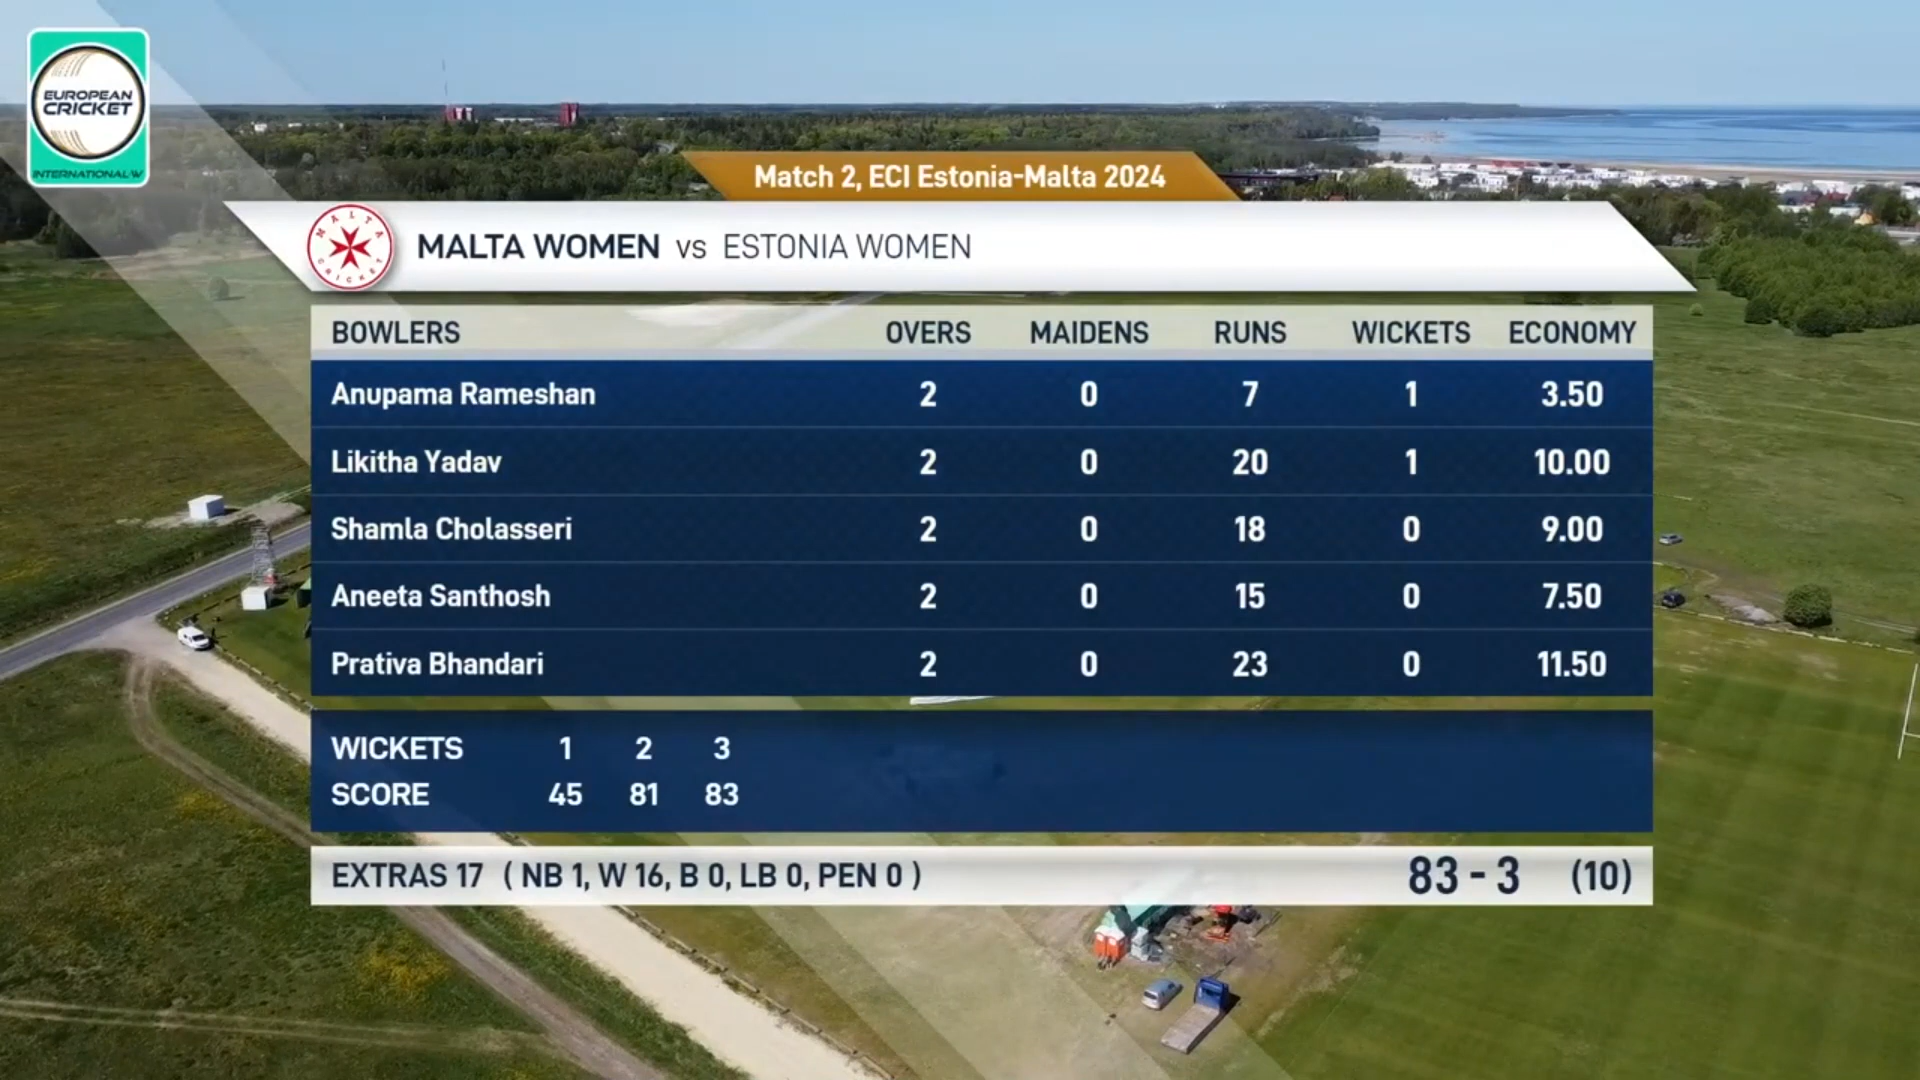 EUROPEAN
CRICKET
INTERNATIONAL-W
Match 2, ECI Estonia-Malta 2024
MALTA CRICKET
MALTA WOMEN vs ESTONIA WOMEN
BOWLERS OVERS MAIDENS RUNS WICKETS ECONOMY
Anupama Rameshan 2 0 7 1 3.50
Likitha Yadav 2 0 20 1 10.00
Shamla Cholasseri 2 0 18 0 9.00
Aneeta Santhosh 2 0 15 0 7.50
Prativa Bhandari 2 0 23 0 11.50
WICKETS 1 2 3
SCORE 45 81 83
EXTRAS 17 ( NB 1, W 16, B 0, LB 0, PEN 0 ) 83 - 3 (10)